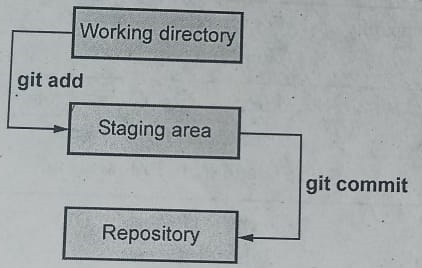 Working directory
git add
Staging area
git commit
Repository